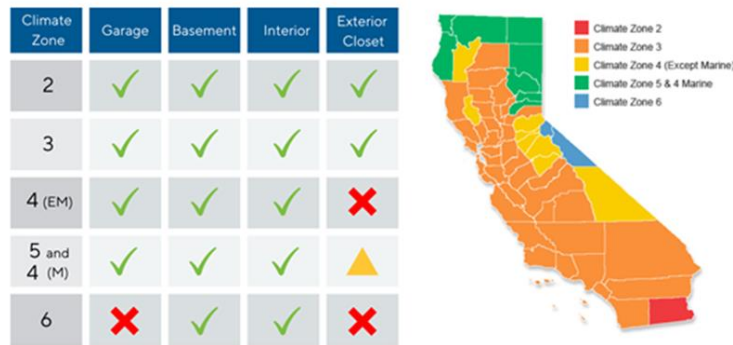 Climate
Zone
Garage
Basement
Interior
Exterior
Closet
2
3
4 (EM)
5 and
4 (M)
6
Climate Zone 2
Climate Zone 3
Climate Zone 4 (Except Marine)
Climate Zone 5 & 4 Marine
Climate Zone 6